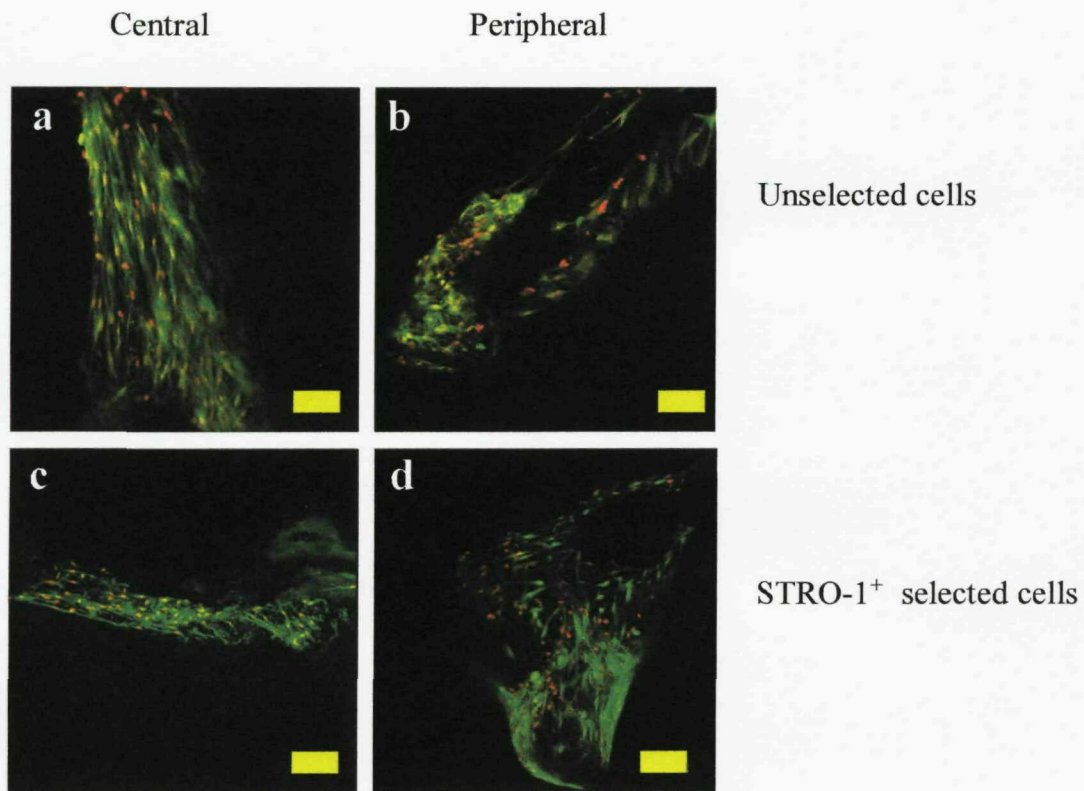 Central Peripheral
a b
Unselected cells
c d
STRO-1⁺ selected cells